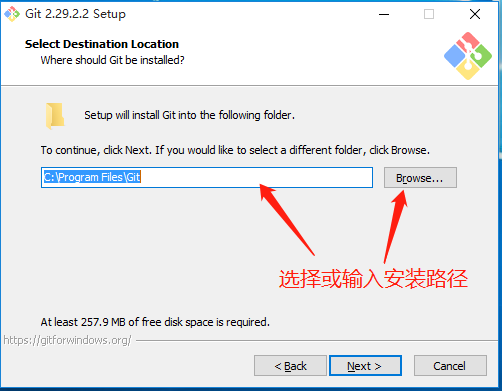 Git 2.29.2.2 Setup
Select Destination Location
Where should Git be installed?
Setup will install Git into the following folder.
To continue, click Next. If you would like to select a different folder, click Browse.
C:\Program Files\Git
Browse...
选择或输入安装路径
At least 257.9 MB of free disk space is required.
https://gitforwindows.org/
< Back
Next >
Cancel